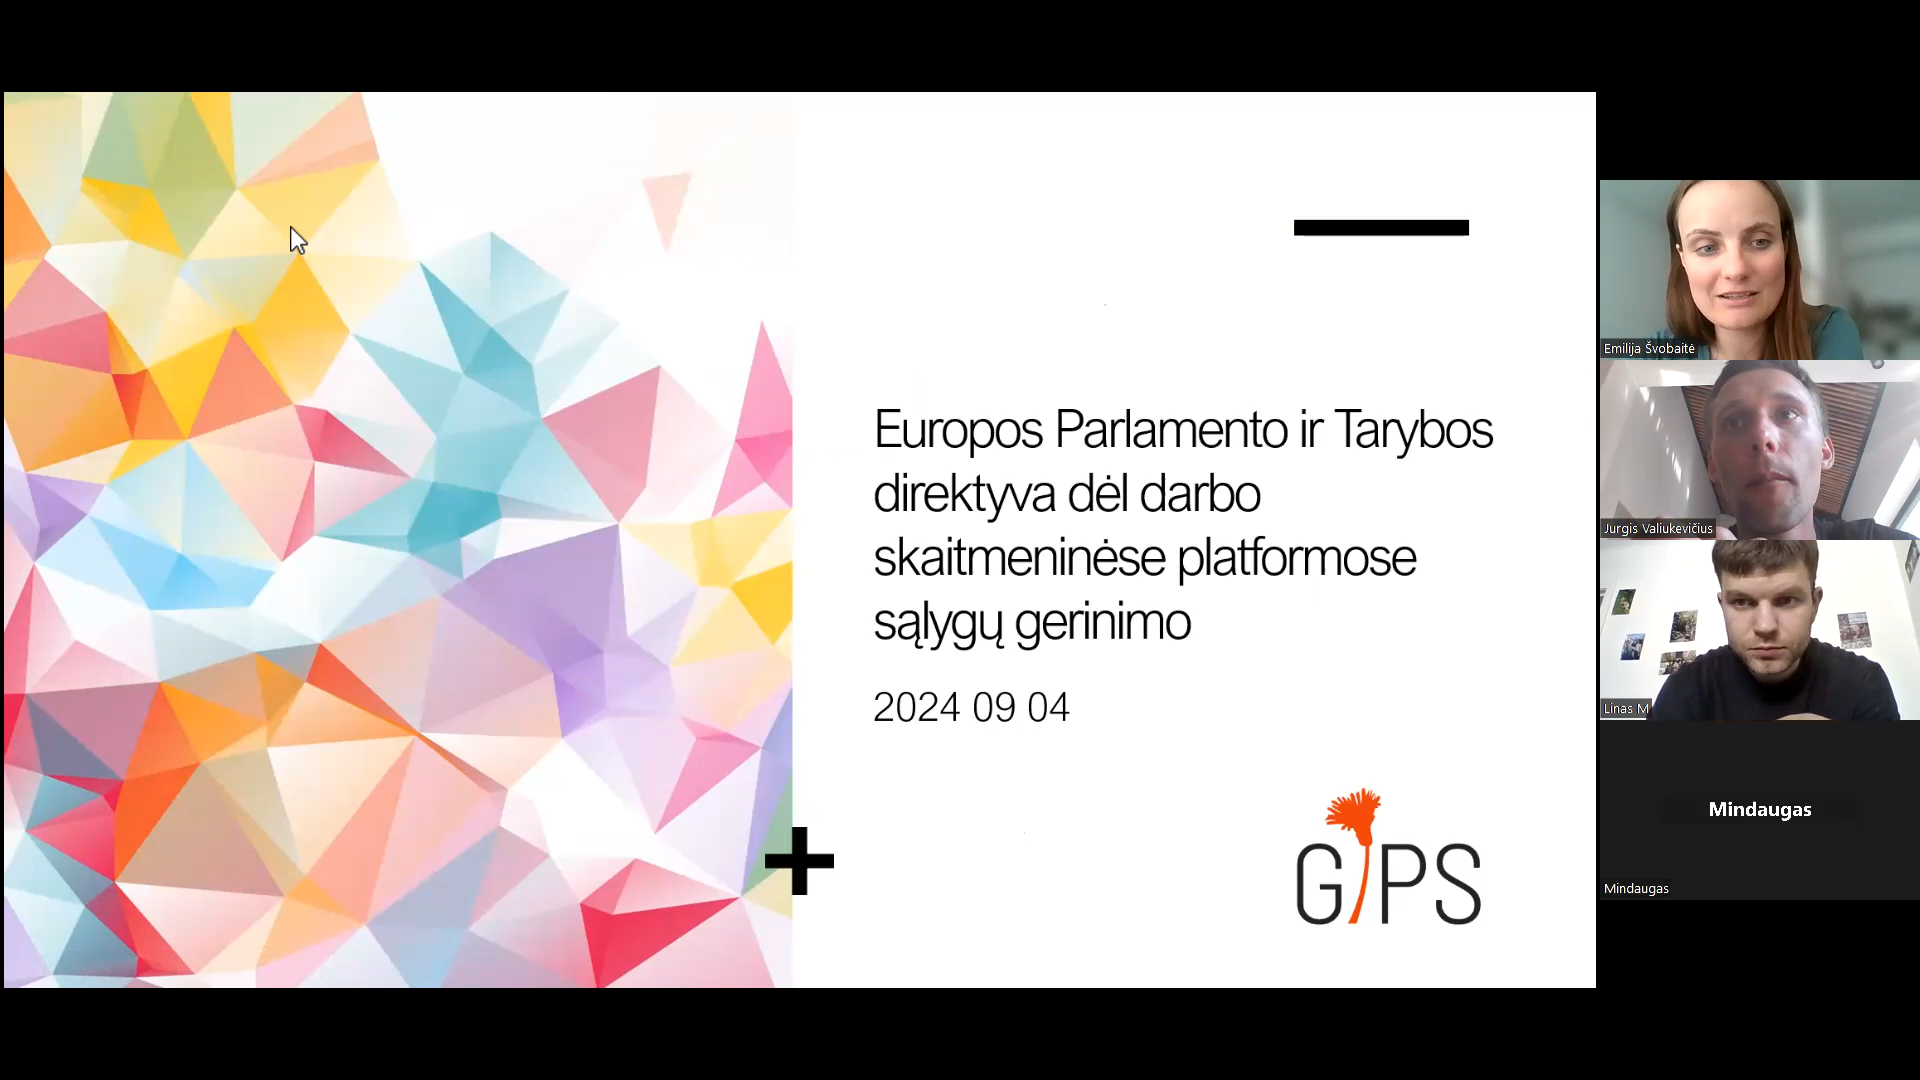 Europos Parlamento ir Tarybos
direktyva dėl darbo
skaitmeninėse platformose
sąlygų gerinimo
2024 09 04
GPS
Emilija Švobaitė
Jurgis Valiukevičius
Linas M
Mindaugas
Mindaugas